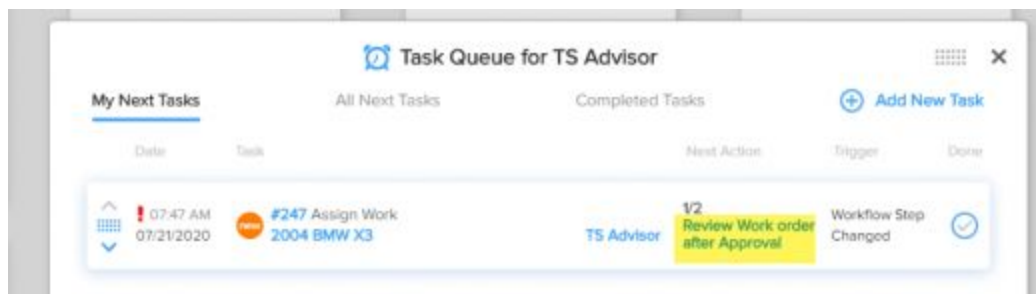 Task Queue for TS Advisor
My Next Tasks All Next Tasks Completed Tasks Add New Task
Date Task Next Action Trigger Done
! 07:47 AM new #247 Assign Work 1/2 Workflow Step
07/21/2020 2004 BMW X3 TS Advisor Review Work order Changed
after Approval